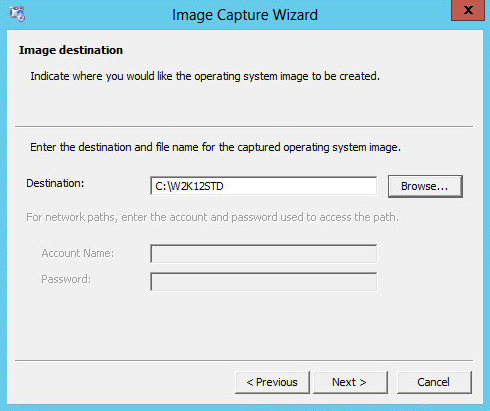 Image Capture Wizard
x
Image destination
Indicate where you would like the operating system image to be created.
Enter the destination and file name for the captured operating system image.
Destination:
C:\W2K12STD
Browse...
For network paths, enter the account and password used to access the path.
Account Name:
Password:
< Previous
Next >
Cancel